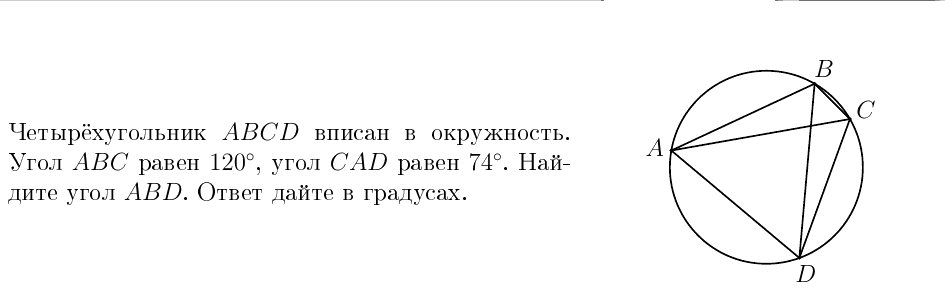 Четырёхугольник ABCD вписан в окружность.
Угол ABC равен 120°, угол CAD равен 74°. Най-
дите угол ABD. Ответ дайте в градусах.
B
C
A
D